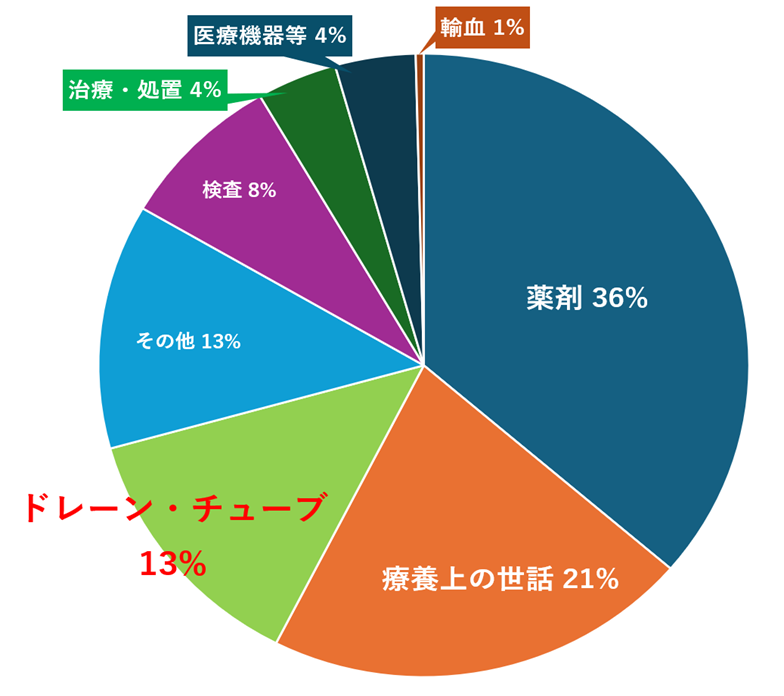 輸血 1%
医療機器等 4%
治療・処置 4%
検査 8%
薬剤 36%
その他 13%
ドレーン・チューブ
13%
療養上の世話 21%